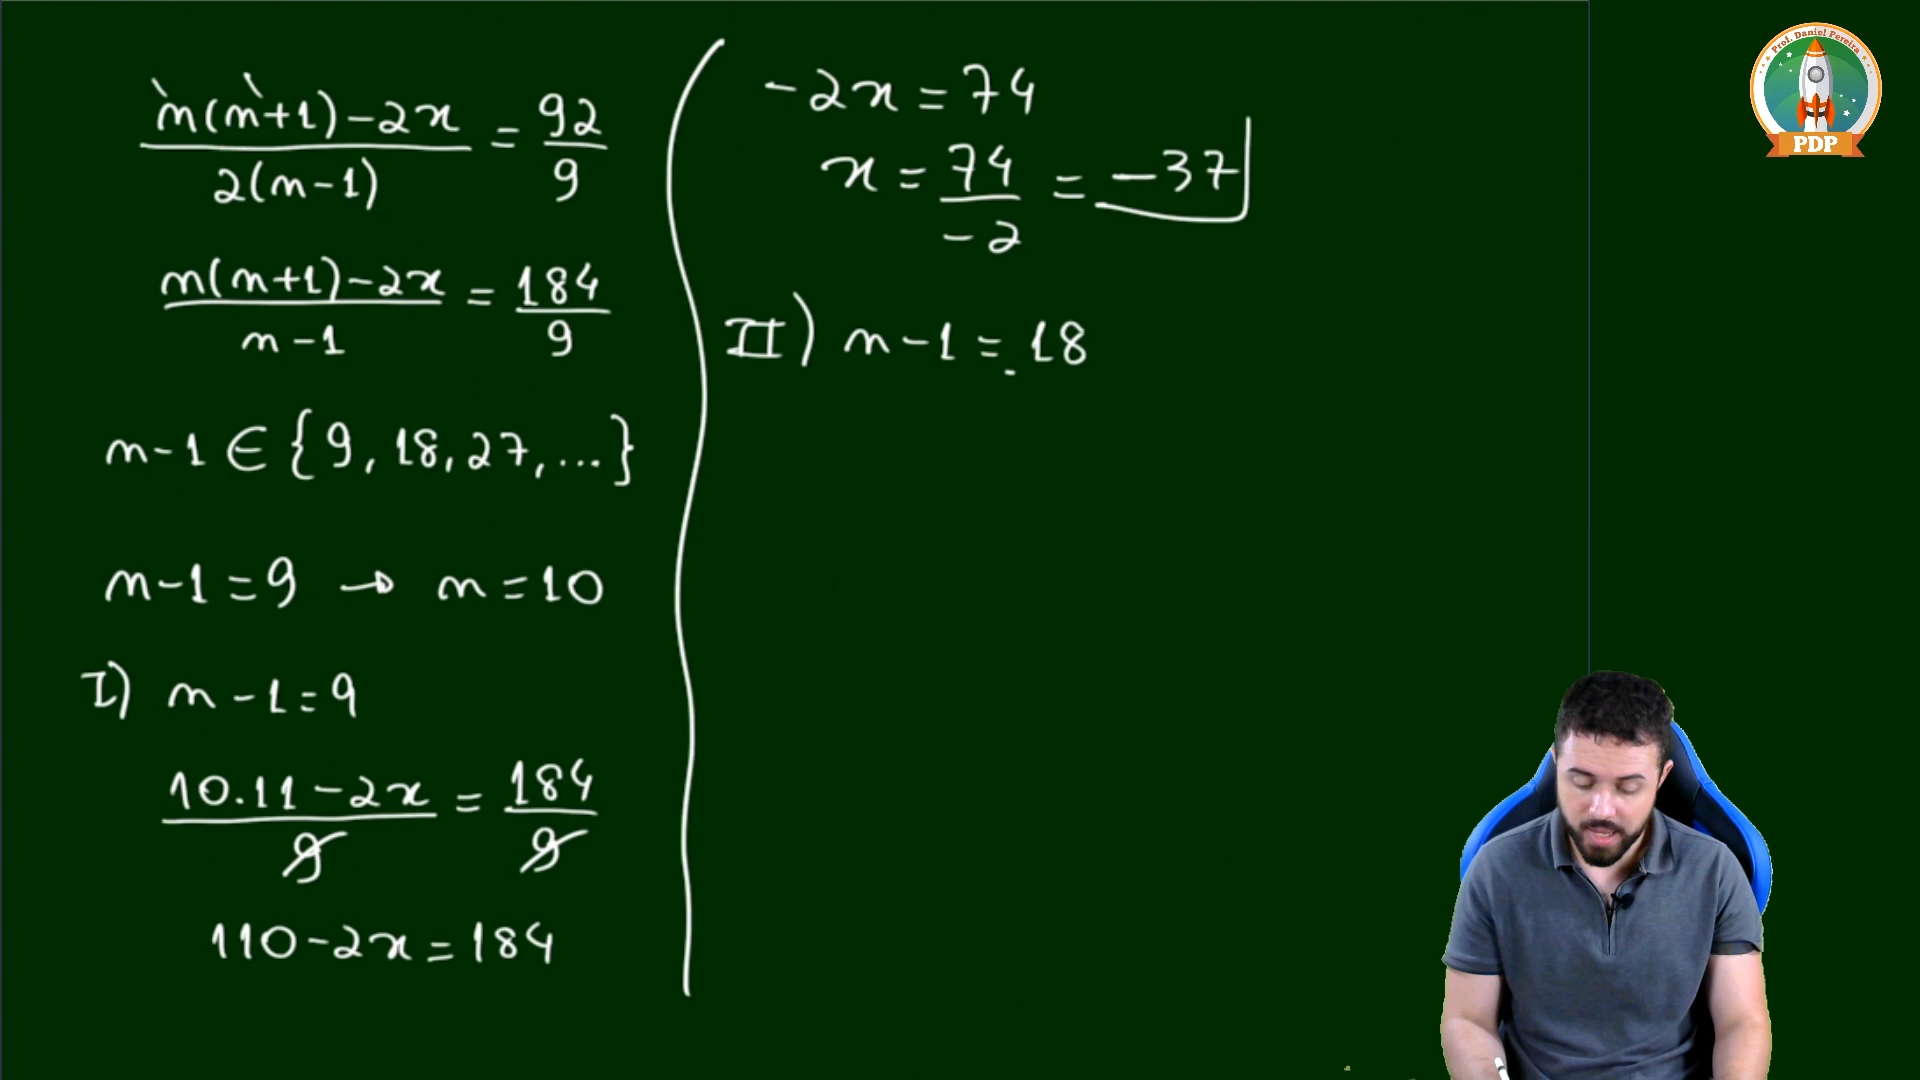 n(n+1)-2x / 2(n-1) = 92/9
n(n+1)-2x / n-1 = 184/9
n-1 ∈ {9, 18, 27, ...}
n-1 = 9 → n = 10
I) n-1 = 9
10.11-2x / 9 = 184/9
110-2x = 184
-2x = 74
x = 74/-2 = -37
II) n-1 = 18
Prof. Daniel Pereira
PDP